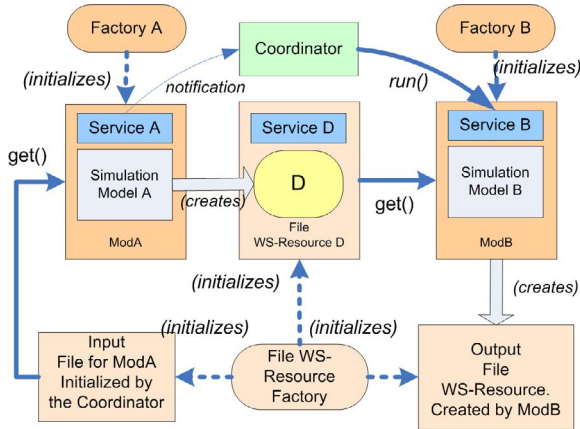 Factory A
Coordinator
Factory B
(initializes)
notification
run()
(initializes)
Service A
Service D
Service B
get()
Simulation
Model A
(creates)
D
get()
Simulation
Model B
ModA
File
WS-Resource D
ModB
(initializes)
(creates)
(initializes)
(initializes)
Input
File for ModA
Initialized by
the Coordinator
File WS-
Resource
Factory
Output
File
WS-Resource.
Created by ModB